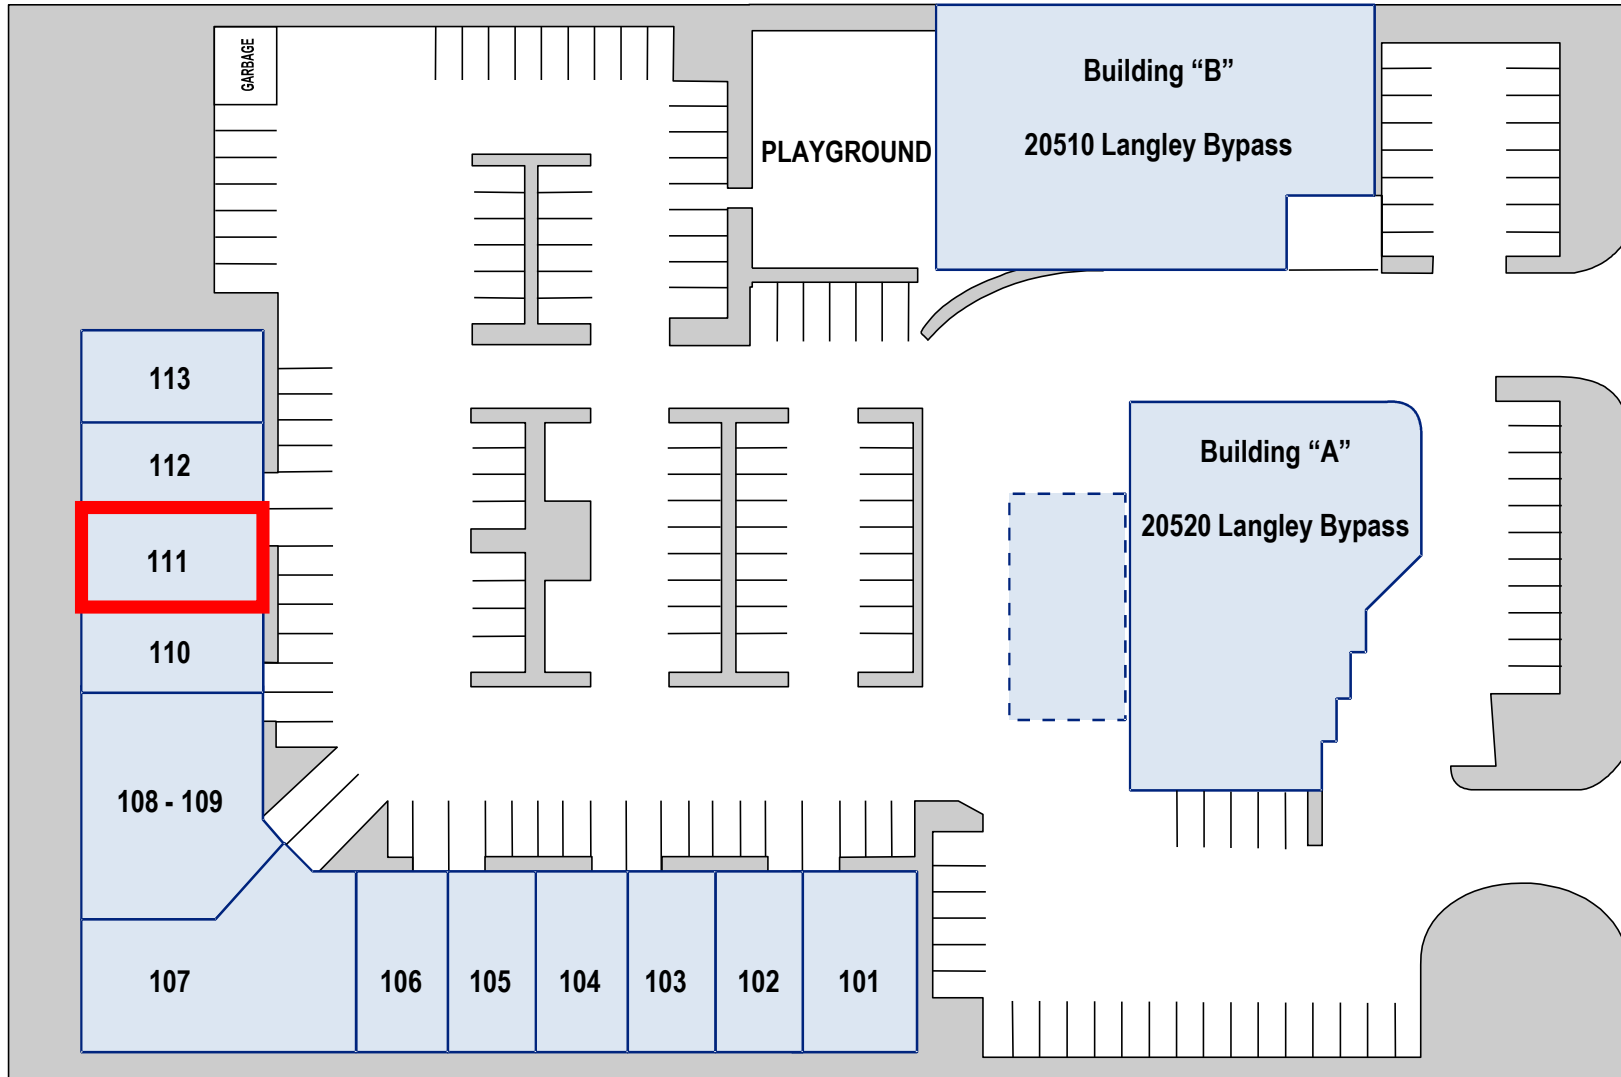 GARBAGE
Building “B”
20510 Langley Bypass
PLAYGROUND
113
112
111
110
108 - 109
Building “A”
20520 Langley Bypass
107
106
105
104
103
102
101